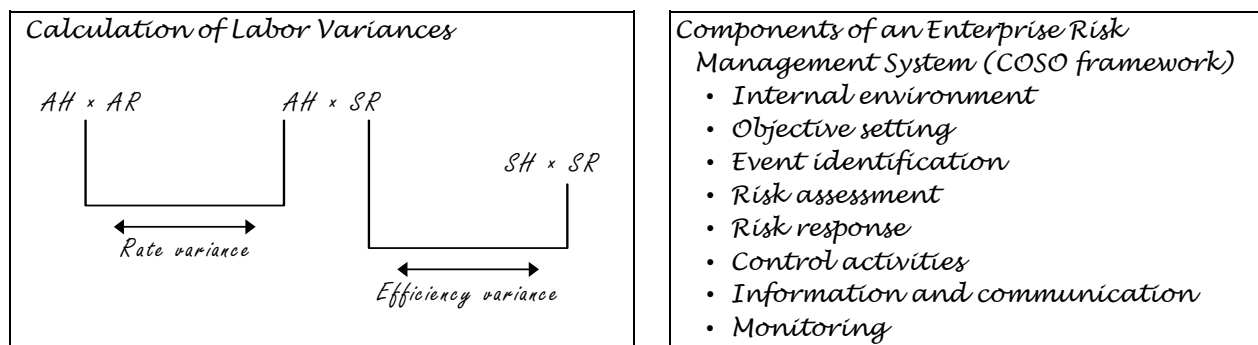 Calculation of Labor Variances
AH × AR
AH × SR
SH × SR
Rate variance
Efficiency variance
Components of an Enterprise Risk
Management System (COSO framework)
• Internal environment
• Objective setting
• Event identification
• Risk assessment
• Risk response
• Control activities
• Information and communication
• Monitoring